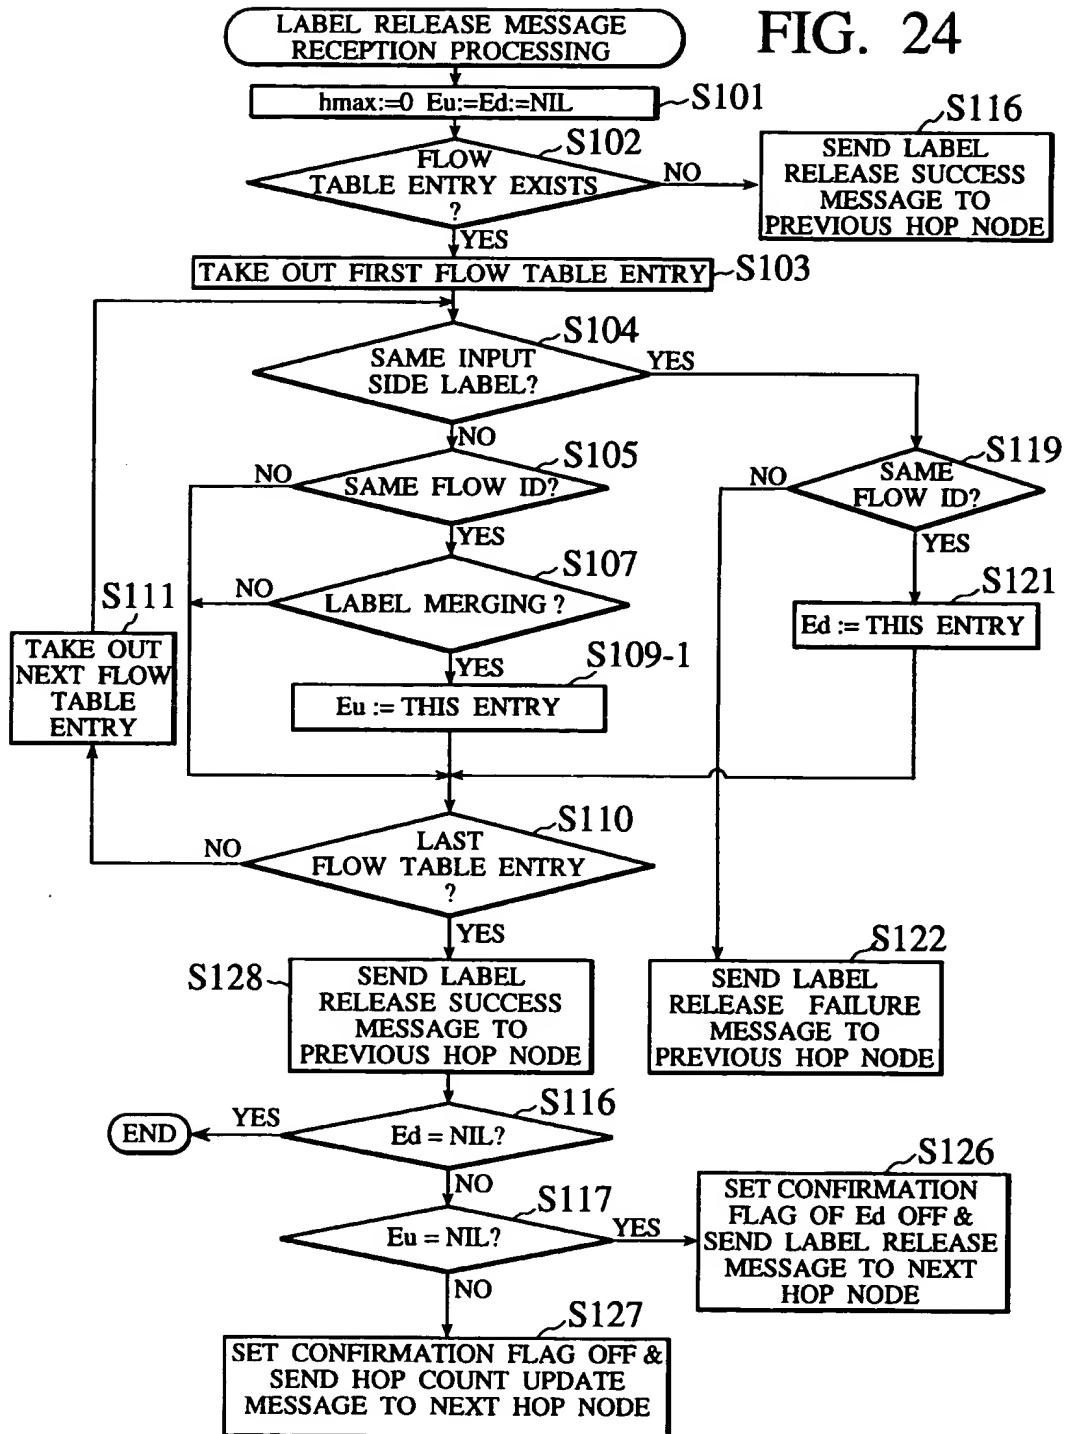 FIG. 24
LABEL RELEASE MESSAGE
RECEPTION PROCESSING
hmax:=0 Eu:=Ed:=NIL
S101
S102
FLOW
TABLE ENTRY EXISTS
?
NO
YES
S116
SEND LABEL
RELEASE SUCCESS
MESSAGE TO
PREVIOUS HOP NODE
TAKE OUT FIRST FLOW TABLE ENTRY
S103
S104
SAME INPUT
SIDE LABEL?
YES
NO
S105
SAME FLOW ID?
NO
YES
S119
SAME
FLOW ID?
NO
YES
S107
LABEL MERGING ?
NO
YES
S121
Ed := THIS ENTRY
S111
TAKE OUT
NEXT FLOW
TABLE
ENTRY
S109-1
Eu := THIS ENTRY
S110
LAST
FLOW TABLE ENTRY
?
NO
YES
S128
SEND LABEL
RELEASE SUCCESS
MESSAGE TO
PREVIOUS HOP NODE
S122
SEND LABEL
RELEASE FAILURE
MESSAGE TO
PREVIOUS HOP NODE
S116
Ed = NIL?
YES
END
NO
S117
Eu = NIL?
YES
NO
S126
SET CONFIRMATION
FLAG OF Ed OFF &
SEND LABEL RELEASE
MESSAGE TO NEXT
HOP NODE
S127
SET CONFIRMATION FLAG OFF &
SEND HOP COUNT UPDATE
MESSAGE TO NEXT HOP NODE